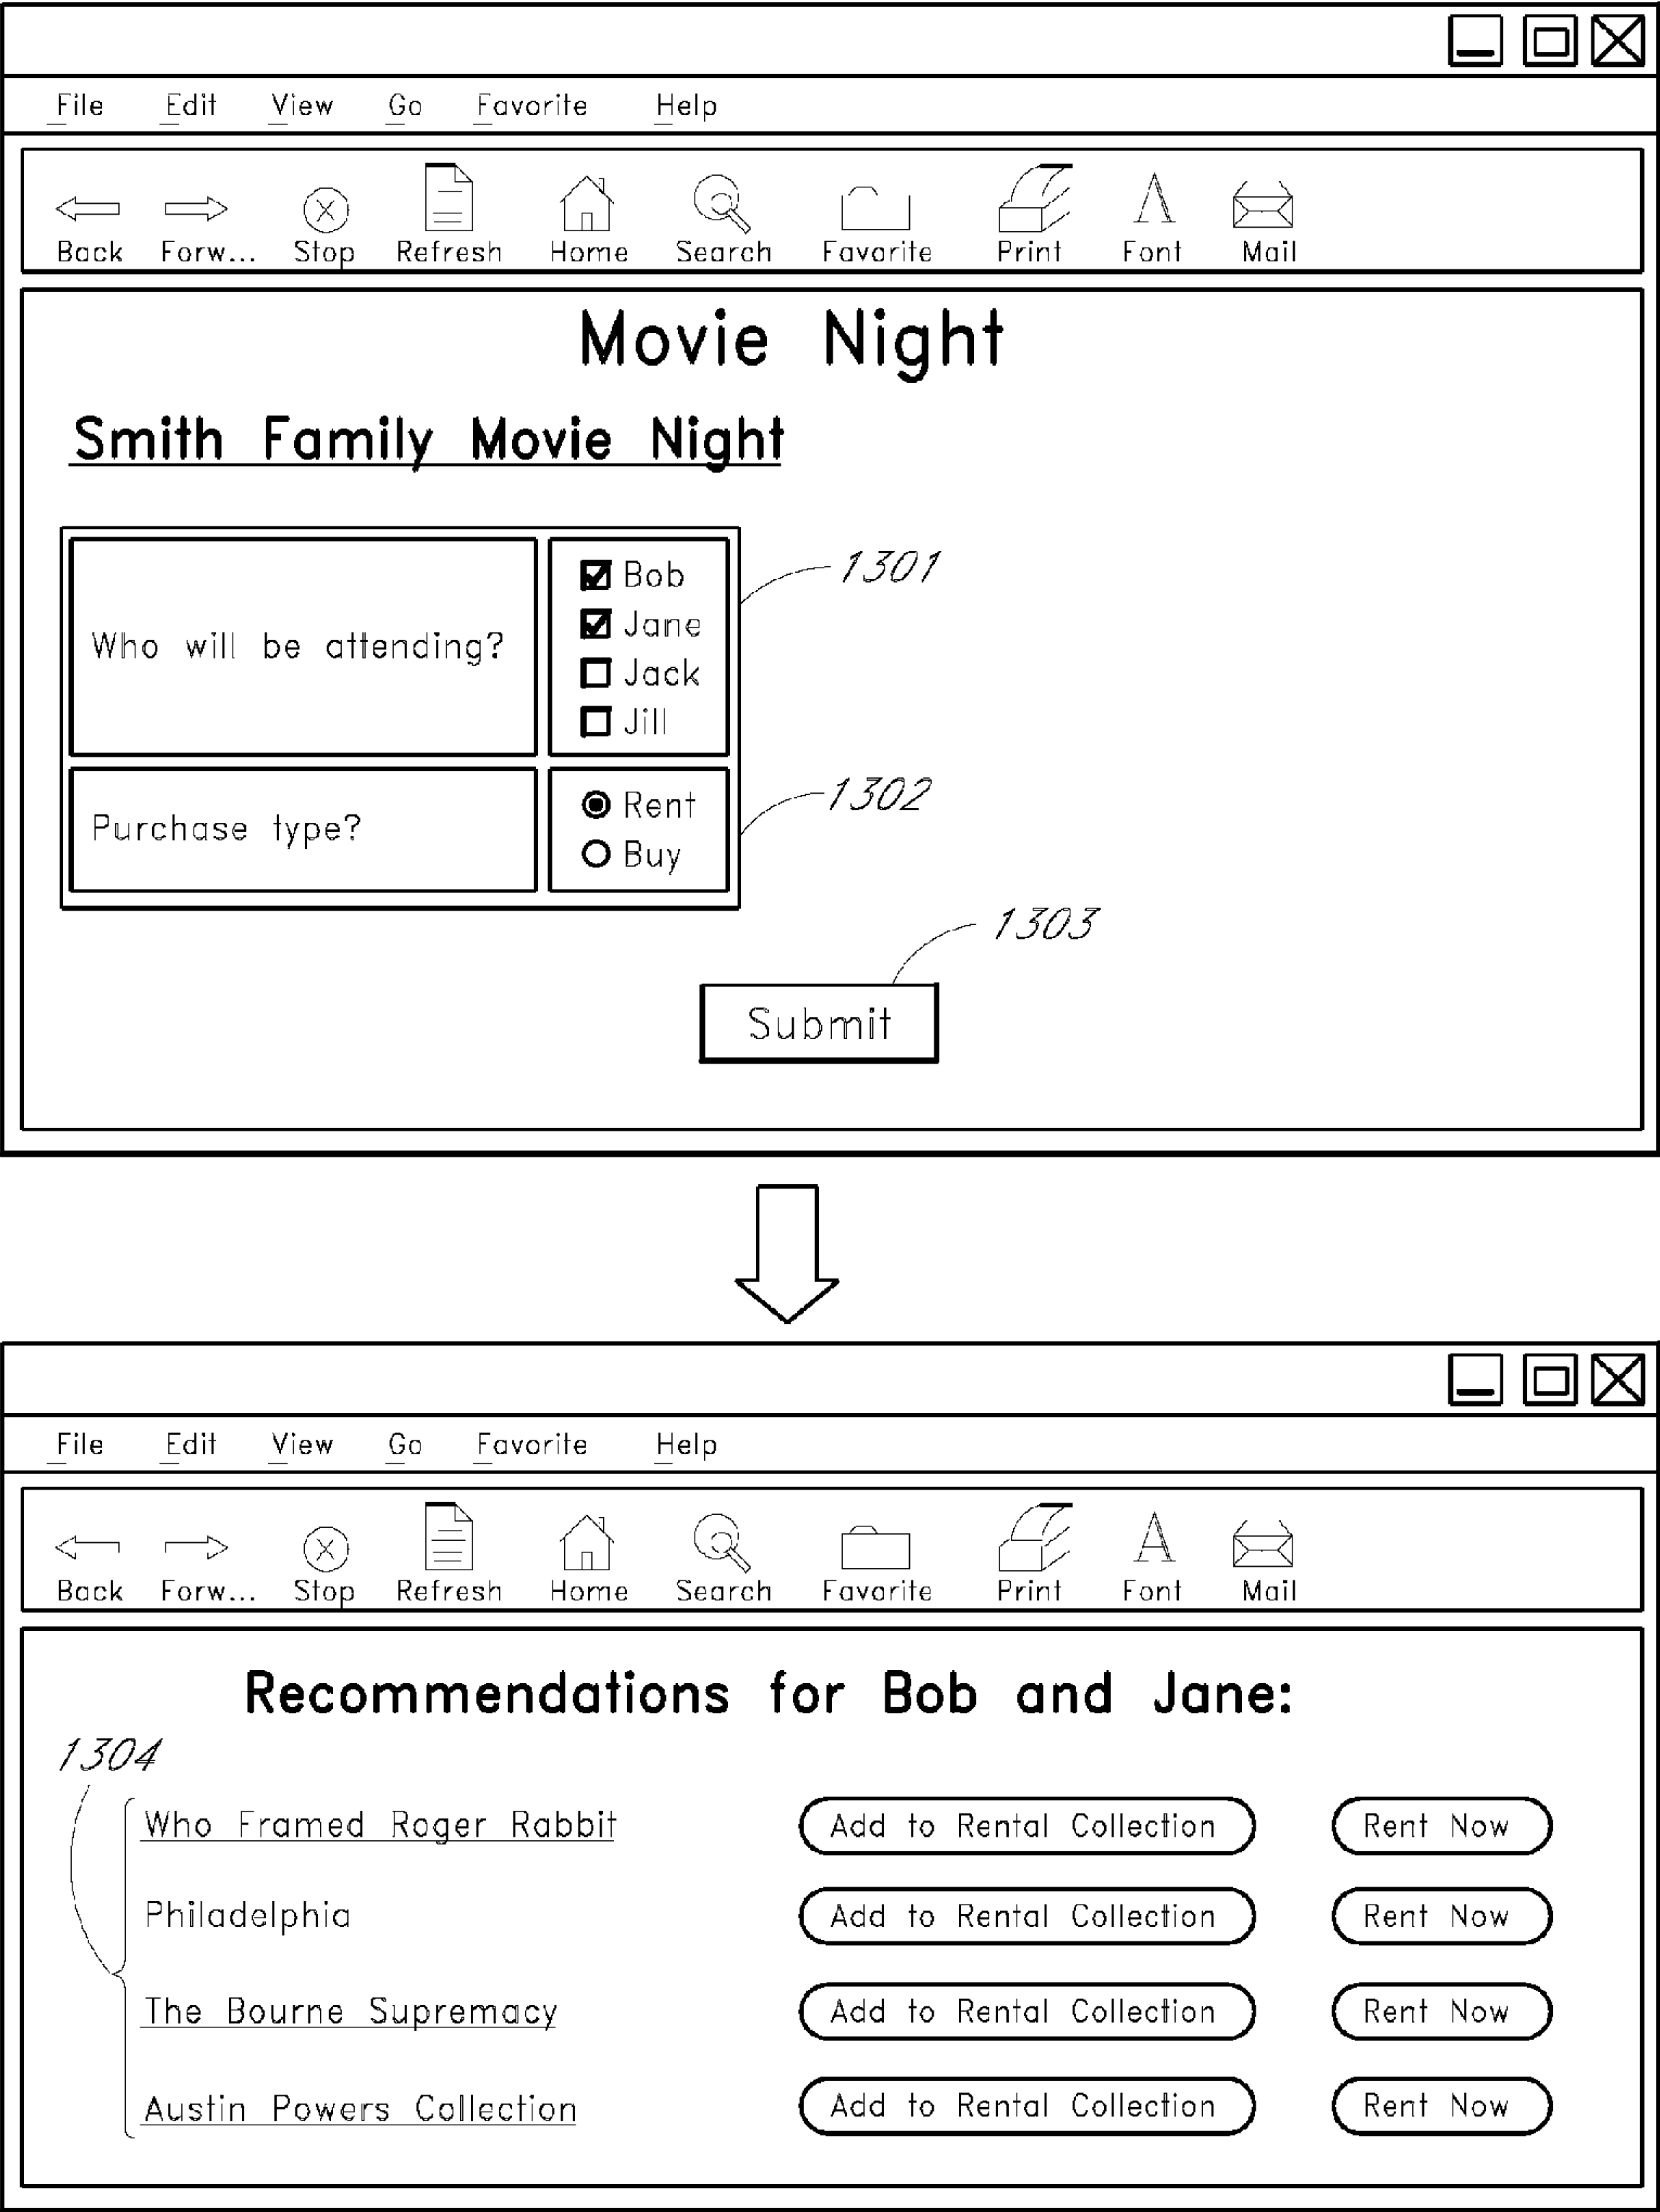 File Edit View Go Favorite Help
Back Forw... Stop Refresh Home Search Favorite Print Font Mail
Movie Night
Smith Family Movie Night
Who will be attending?
Bob
Jane
Jack
Jill
1301
Purchase type?
Rent
Buy
1302
1303
Submit
File Edit View Go Favorite Help
Back Forw... Stop Refresh Home Search Favorite Print Font Mail
Recommendations for Bob and Jane:
1304
Who Framed Roger Rabbit Add to Rental Collection Rent Now
Philadelphia Add to Rental Collection Rent Now
The Bourne Supremacy Add to Rental Collection Rent Now
Austin Powers Collection Add to Rental Collection Rent Now